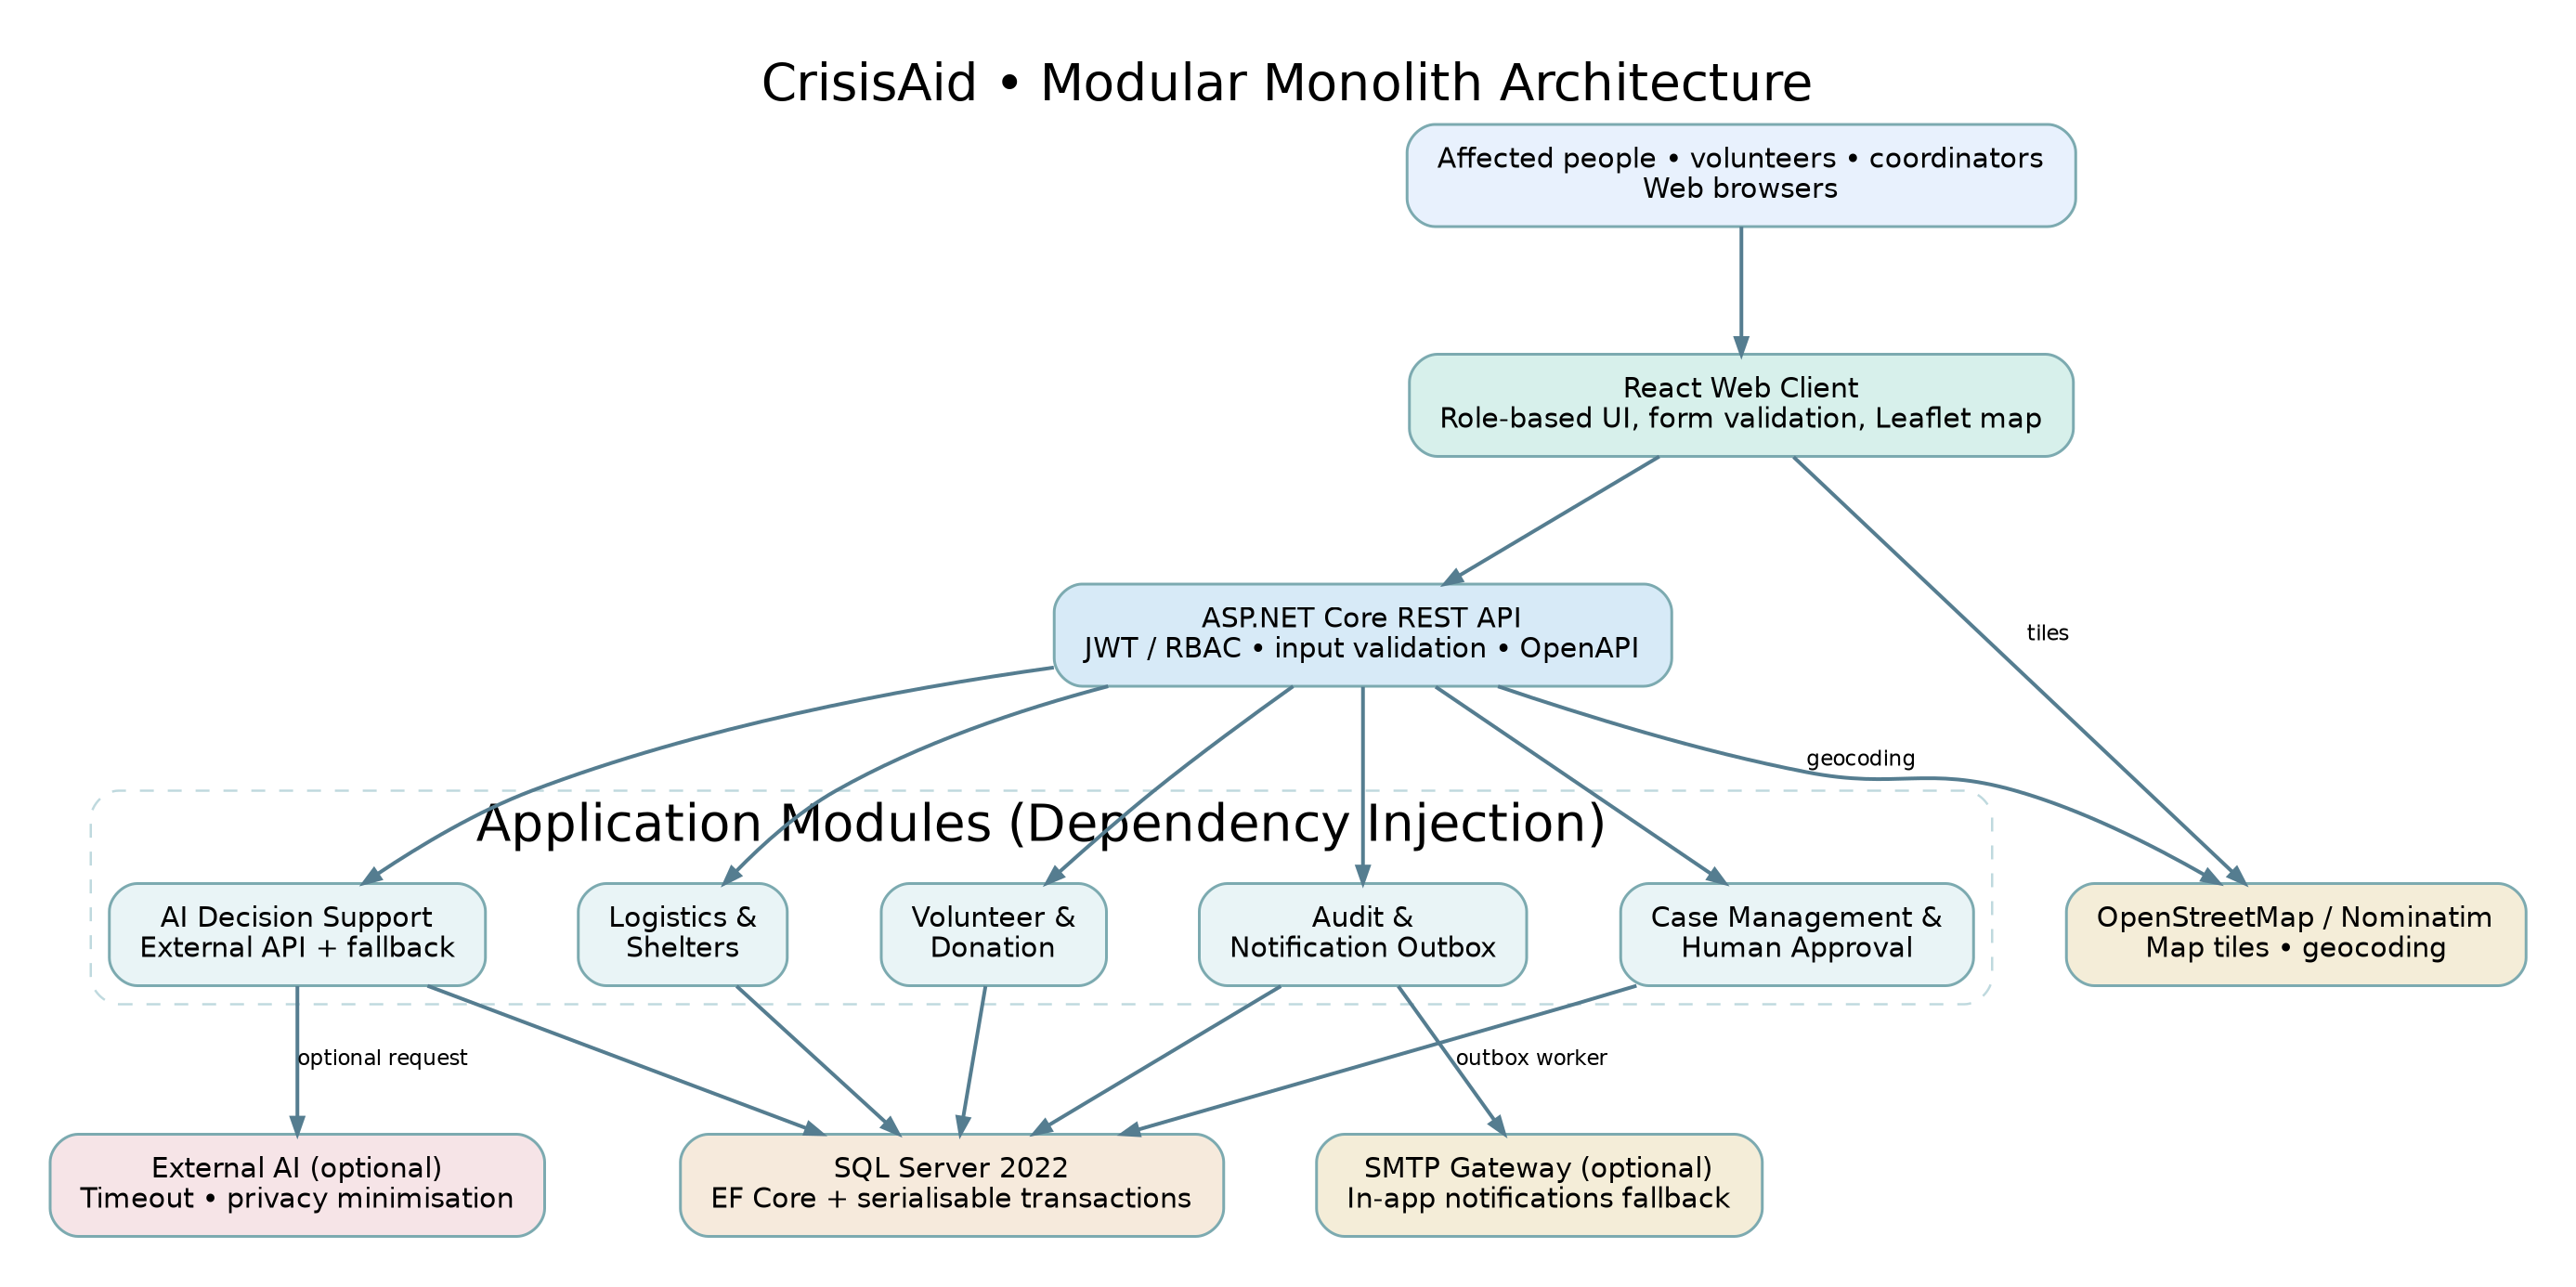 CrisisAid • Modular Monolith Architecture
Affected people • volunteers • coordinators
Web browsers
React Web Client
Role-based UI, form validation, Leaflet map
ASP.NET Core REST API
JWT / RBAC • input validation • OpenAPI
tiles
geocoding
Application Modules (Dependency Injection)
AI Decision Support
External API + fallback
Logistics &
Shelters
Volunteer &
Donation
Audit &
Notification Outbox
Case Management &
Human Approval
OpenStreetMap / Nominatim
Map tiles • geocoding
optional request
outbox worker
External AI (optional)
Timeout • privacy minimisation
SQL Server 2022
EF Core + serialisable transactions
SMTP Gateway (optional)
In-app notifications fallback